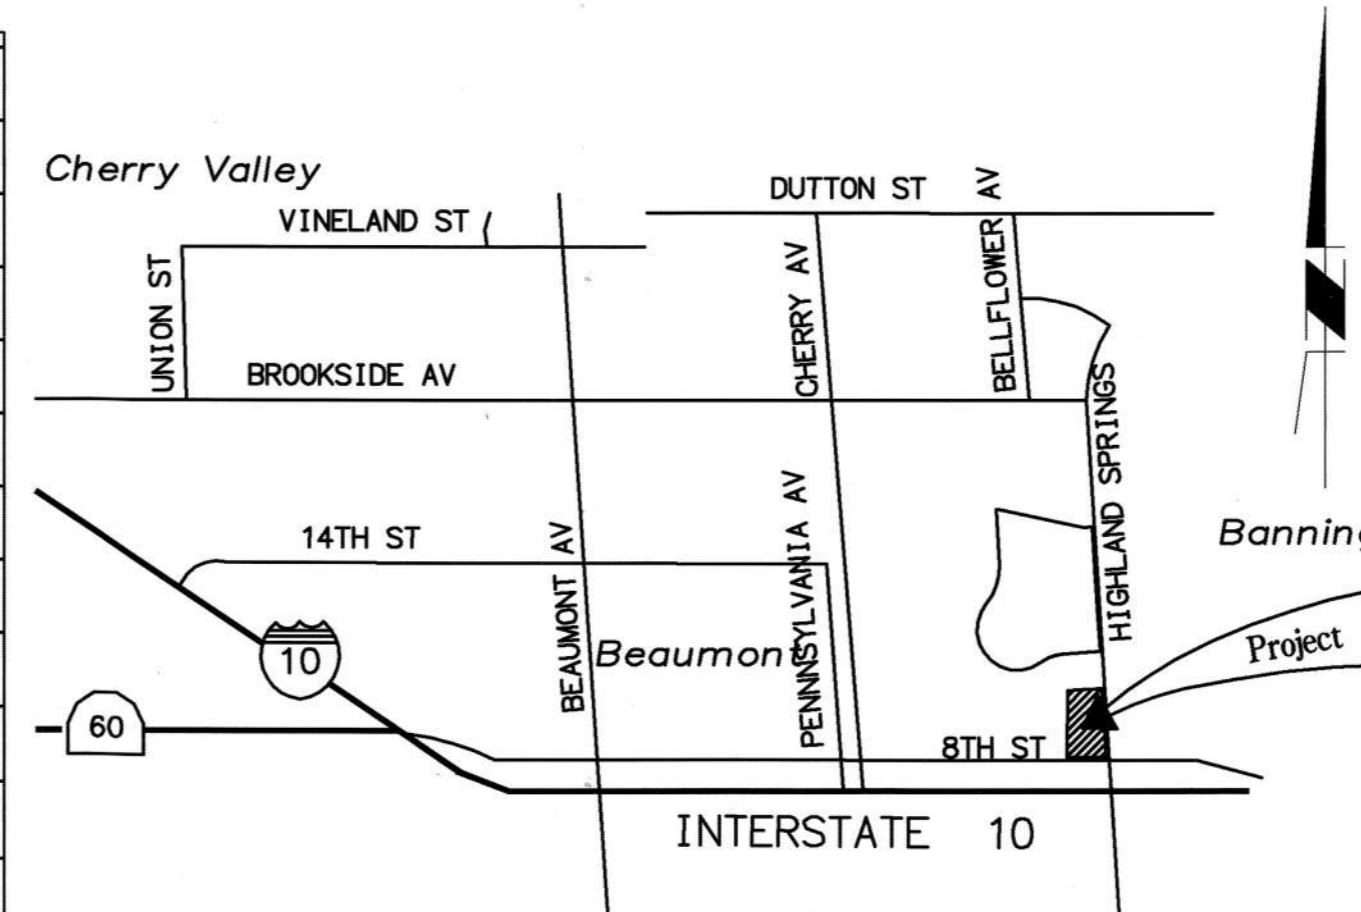 Cherry Valley
DUTTON ST
BELLFLOWER AV
VINELAND ST
UNION ST
CHERRY AV
BROOKSIDE AV
HIGHLAND SPRINGS
14TH ST
BEAUMONT AV
PENNNSYLVANIA AV
Banning
Beaumont
Project
10
60
8TH ST
INTERSTATE 10